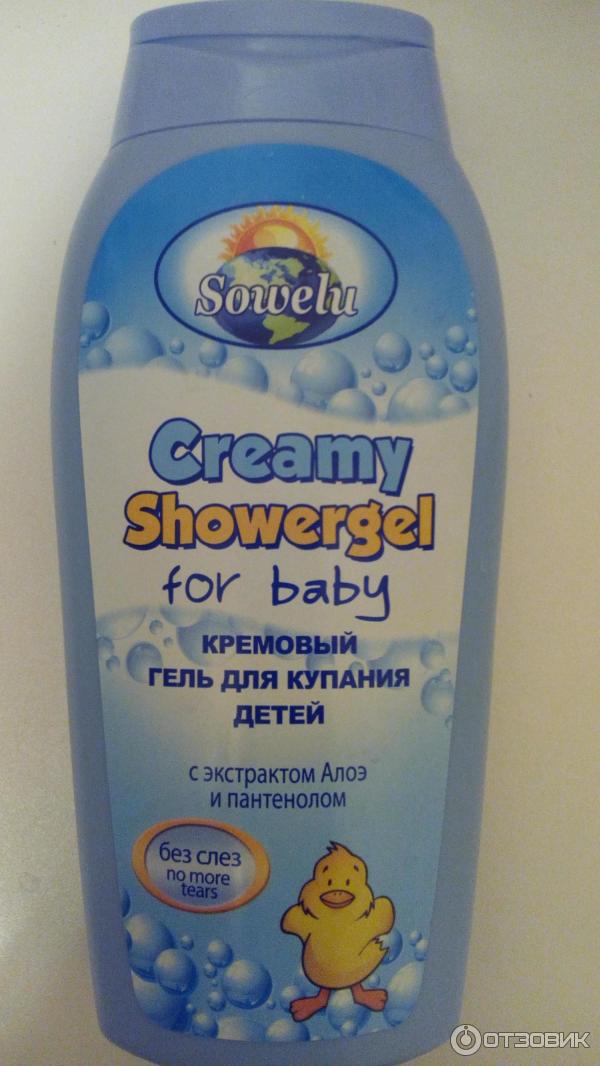 Sowelu
Creamy
Showergel
for baby
КРЕМОВЫЙ
ГЕЛЬ ДЛЯ КУПАНИЯ
ДЕТЕЙ
с экстрактом Алоэ
и пантенолом
без слез
no more
tears
ОТЗОВИК